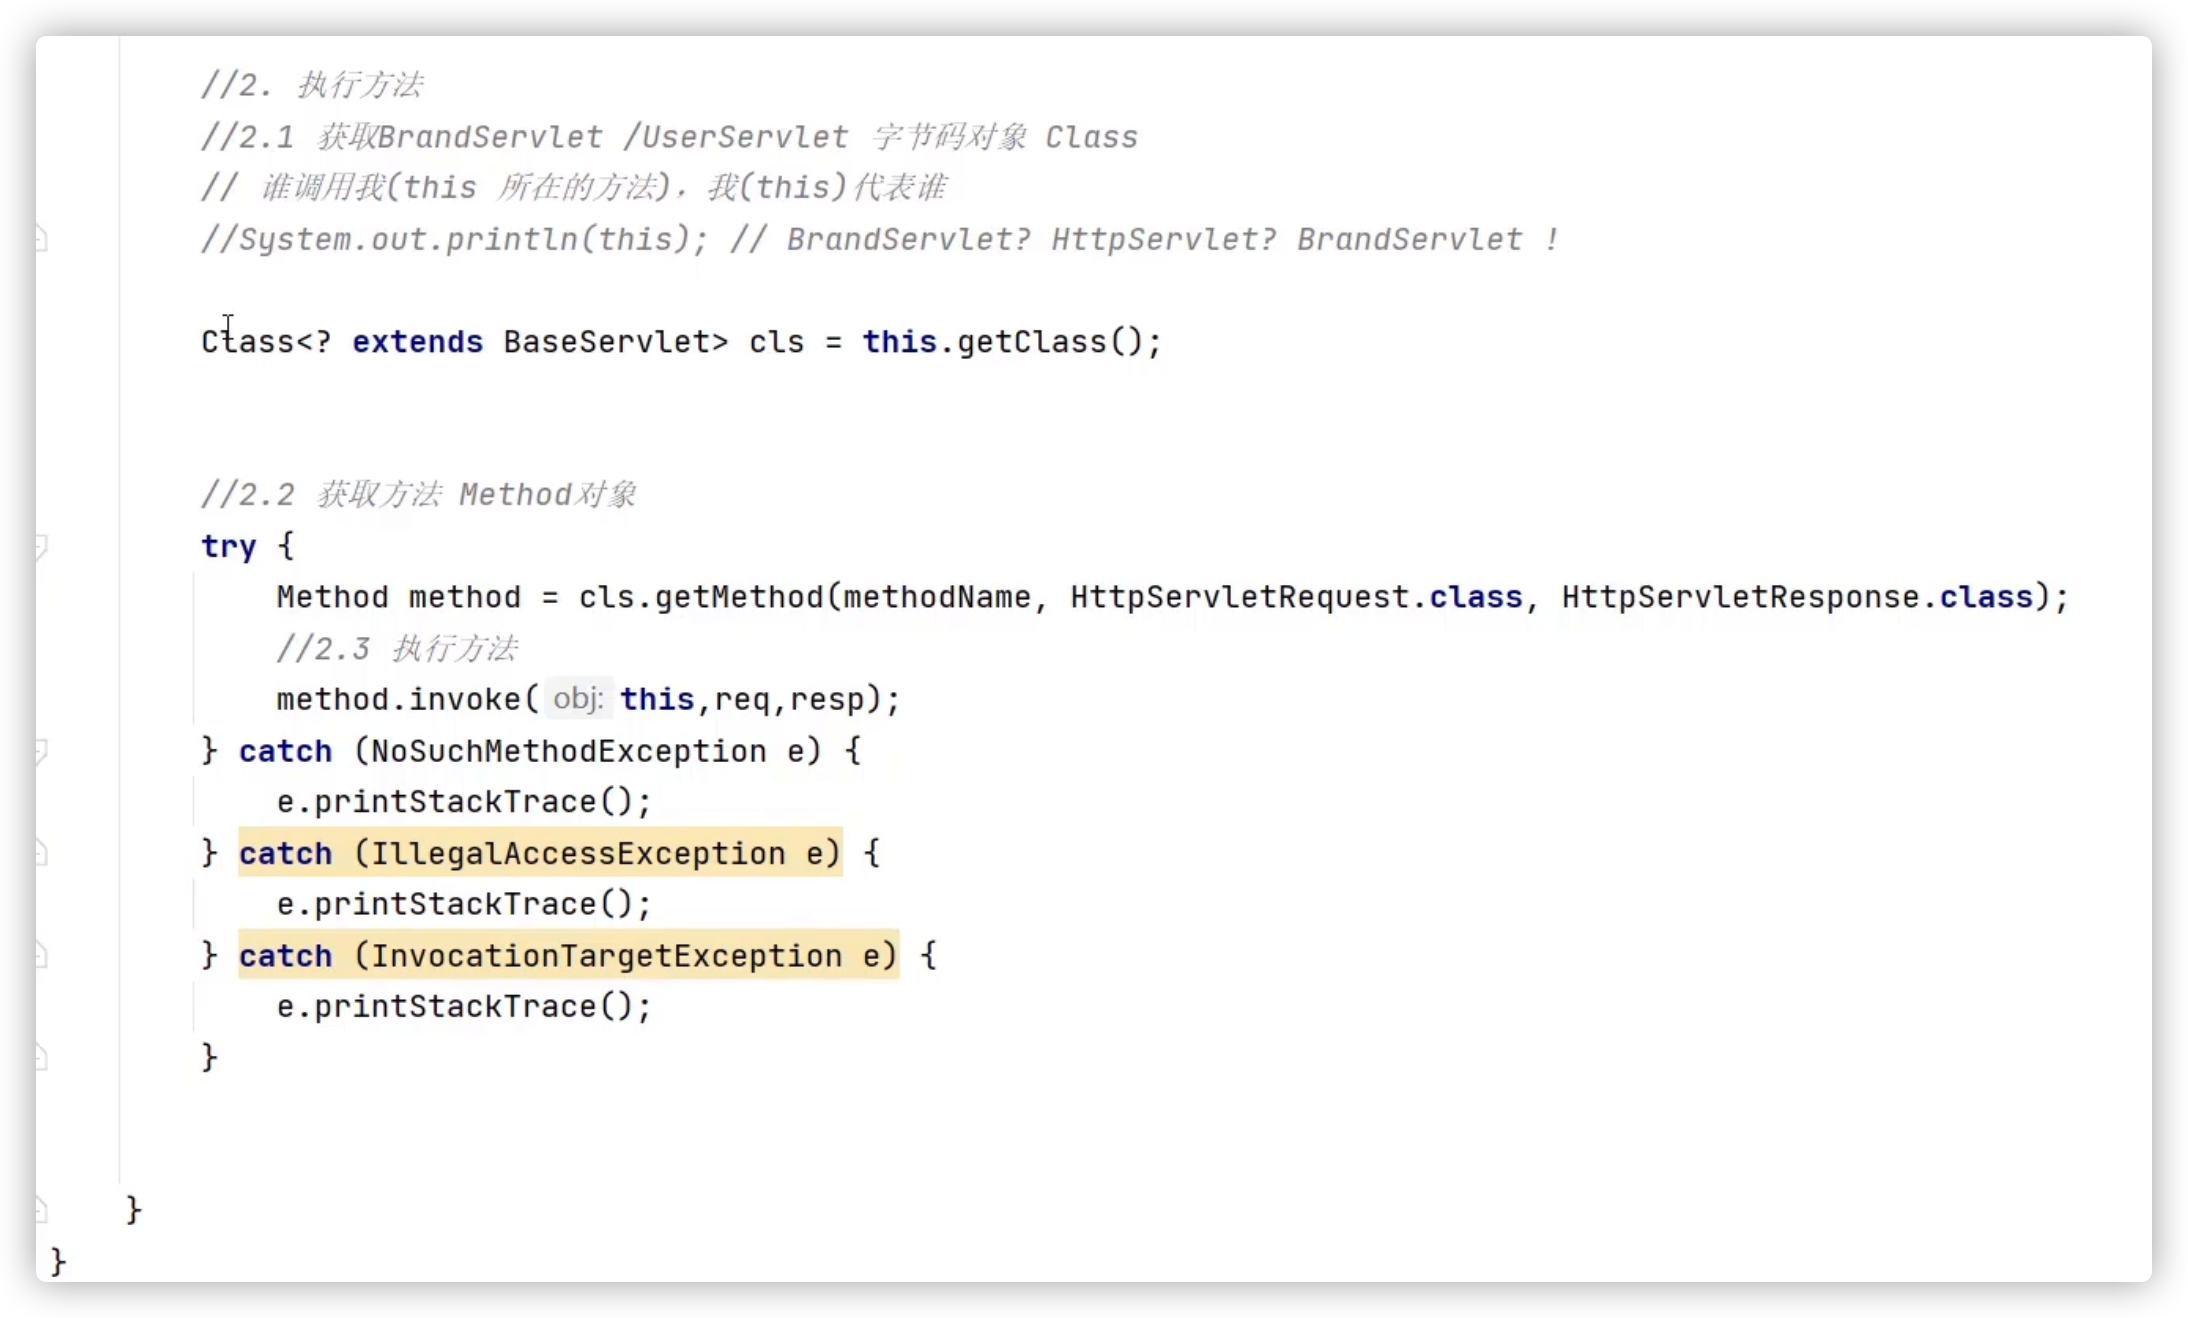 //2. 执行方法
//2.1 获取BrandServlet /UserServlet 字节码对象 Class
// 谁调用我(this 所在的方法)，我(this)代表谁
//System.out.println(this); // BrandServlet? HttpServlet? BrandServlet !
Class<? extends BaseServlet> cls = this.getClass();
//2.2 获取方法 Method对象
try {
Method method = cls.getMethod(methodName, HttpServletRequest.class, HttpServletResponse.class);
//2.3 执行方法
method.invoke( obj: this,req,resp);
} catch (NoSuchMethodException e) {
e.printStackTrace();
} catch (IllegalAccessException e) {
e.printStackTrace();
} catch (InvocationTargetException e) {
e.printStackTrace();
}
}
}